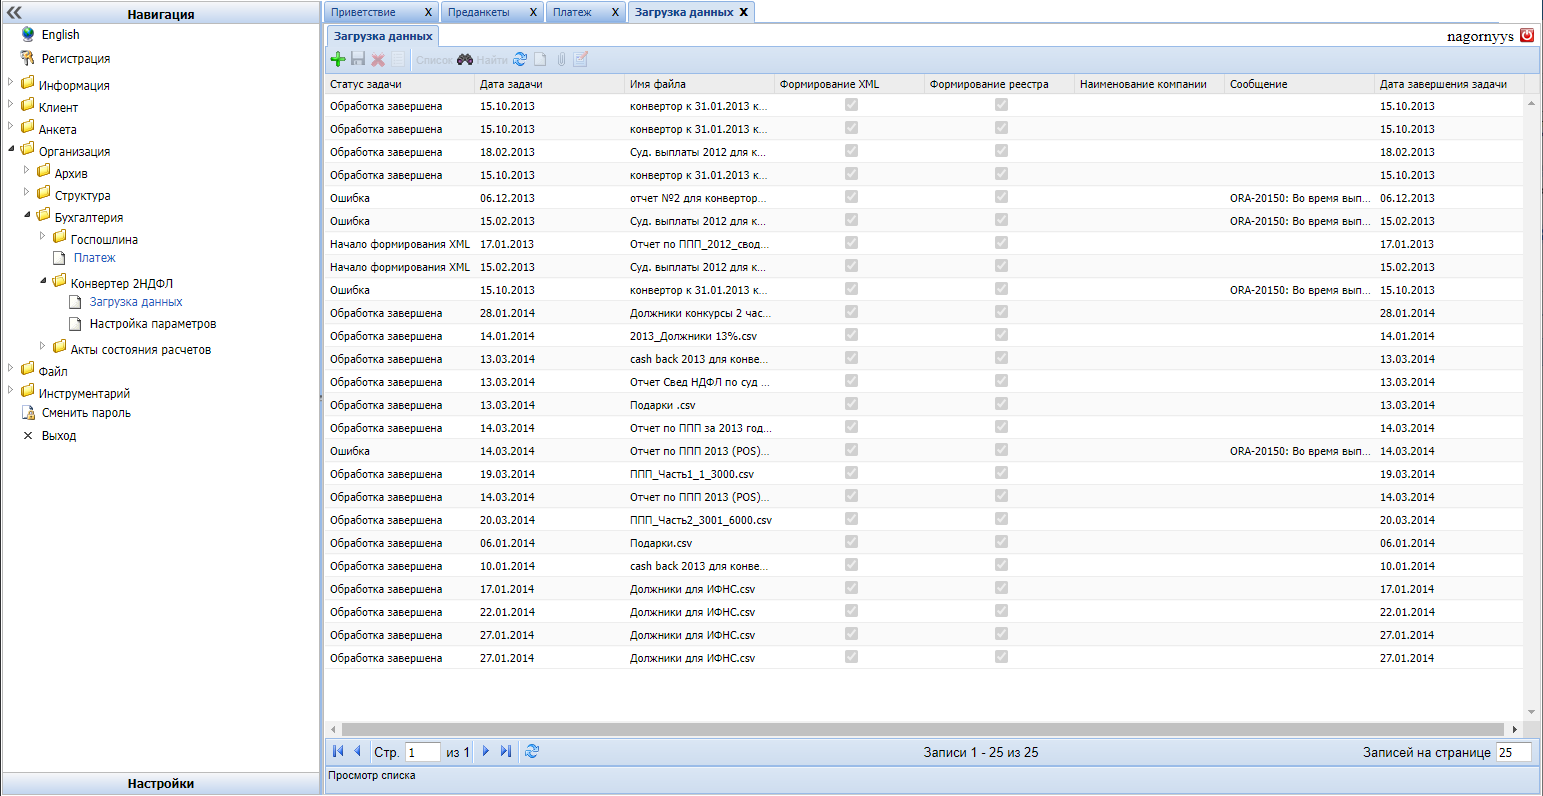 Навигация
English
Регистрация
Информация
Клиент
Анкета
Организация
Архив
Структура
Бухгалтерия
Госпошлина
Платеж
Конвертер 2НДФЛ
Загрузка данных
Настройка параметров
Акты состояния расчетов
Файл
Инструментарий
Сменить пароль
Выход
Настройки
Приветствие X Преданкеты X Платеж X Загрузка данных X
Загрузка данных nagornyys
Список Найти
Статус задачи Дата задачи Имя файла Формирование XML Формирование реестра Наименование компании Сообщение Дата завершения задачи
Обработка завершена 15.10.2013 конвертор к 31.01.2013 к... 15.10.2013
Обработка завершена 15.10.2013 конвертор к 31.01.2013 к... 15.10.2013
Обработка завершена 18.02.2013 Суд. выплаты 2012 для к... 18.02.2013
Обработка завершена 15.10.2013 конвертор к 31.01.2013 к... 15.10.2013
Ошибка 06.12.2013 отчет №2 для конвертор... ORA-20150: Во время вып... 06.12.2013
Ошибка 15.02.2013 Суд. выплаты 2012 для к... ORA-20150: Во время вып... 15.02.2013
Начало формирования XML 17.01.2013 Отчет по ППП_2012_свод... 17.01.2013
Начало формирования XML 15.02.2013 Суд. выплаты 2012 для к... 15.02.2013
Ошибка 15.10.2013 конвертор к 31.01.2013 к... ORA-20150: Во время вып... 15.10.2013
Обработка завершена 28.01.2014 Должники конкурсы 2 час... 28.01.2014
Обработка завершена 14.01.2014 2013_Должники 13%.csv 14.01.2014
Обработка завершена 13.03.2014 cash back 2013 для конве... 13.03.2014
Обработка завершена 13.03.2014 Отчет Свед НДФЛ по суд ... 13.03.2014
Обработка завершена 13.03.2014 Подарки .csv 13.03.2014
Обработка завершена 14.03.2014 Отчет по ППП за 2013 год... 14.03.2014
Ошибка 14.03.2014 Отчет по ППП 2013 (POS)... ORA-20150: Во время вып... 14.03.2014
Обработка завершена 19.03.2014 ППП_Часть1_1_3000.csv 19.03.2014
Обработка завершена 14.03.2014 Отчет по ППП 2013 (POS)... 14.03.2014
Обработка завершена 20.03.2014 ППП_Часть2_3001_6000.csv 20.03.2014
Обработка завершена 06.01.2014 Подарки.csv 06.01.2014
Обработка завершена 10.01.2014 cash back 2013 для конве... 10.01.2014
Обработка завершена 17.01.2014 Должники для ИФНС.csv 17.01.2014
Обработка завершена 22.01.2014 Должники для ИФНС.csv 22.01.2014
Обработка завершена 27.01.2014 Должники для ИФНС.csv 27.01.2014
Обработка завершена 27.01.2014 Должники для ИФНС.csv 27.01.2014
Стр. 1 из 1 Записи 1 - 25 из 25 Записей на странице 25
Просмотр списка